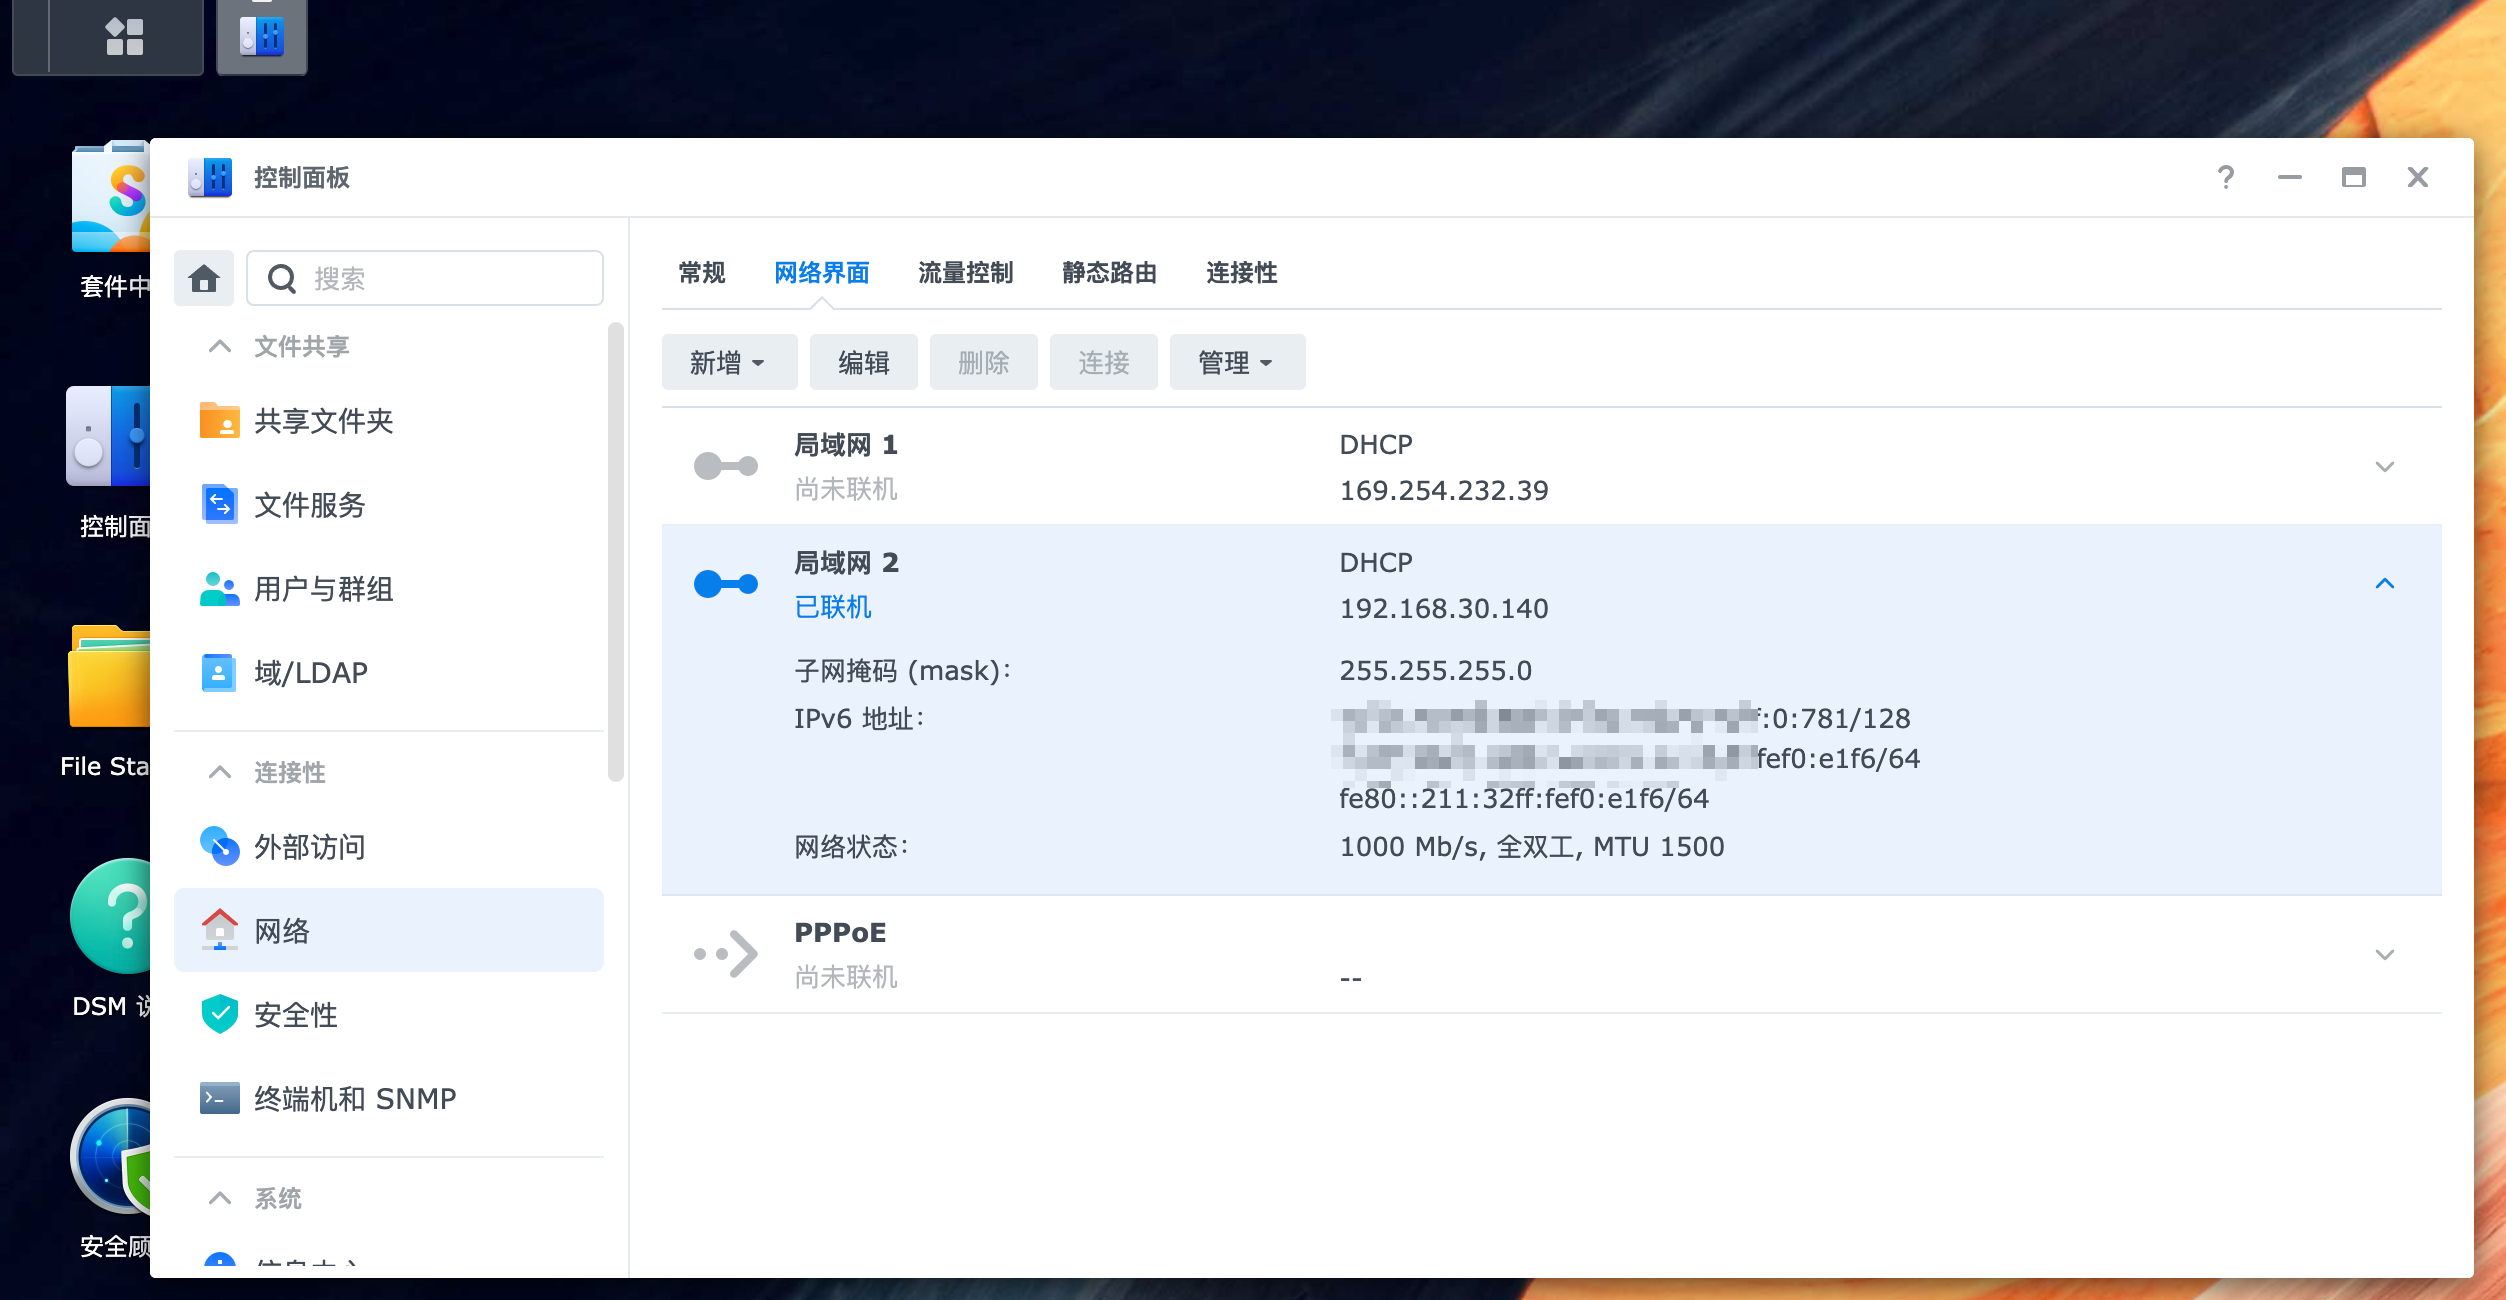 控制面板
套件中
控制面
File Sta
DSM 说
安全顾
搜索
文件共享
共享文件夹
文件服务
用户与群组
域/LDAP
连接性
外部访问
网络
安全性
终端机和 SNMP
系统
信息中心
常规 网络界面 流量控制 静态路由 连接性
新增 编辑 删除 连接 管理
局域网 1 DHCP
尚未联机 169.254.232.39
局域网 2 DHCP
已联机 192.168.30.140
子网掩码 (mask): 255.255.255.0
IPv6 地址: :0:781/128
fef0:e1f6/64
fe80::211:32ff:fef0:e1f6/64
网络状态: 1000 Mb/s, 全双工, MTU 1500
PPPoE
尚未联机 --